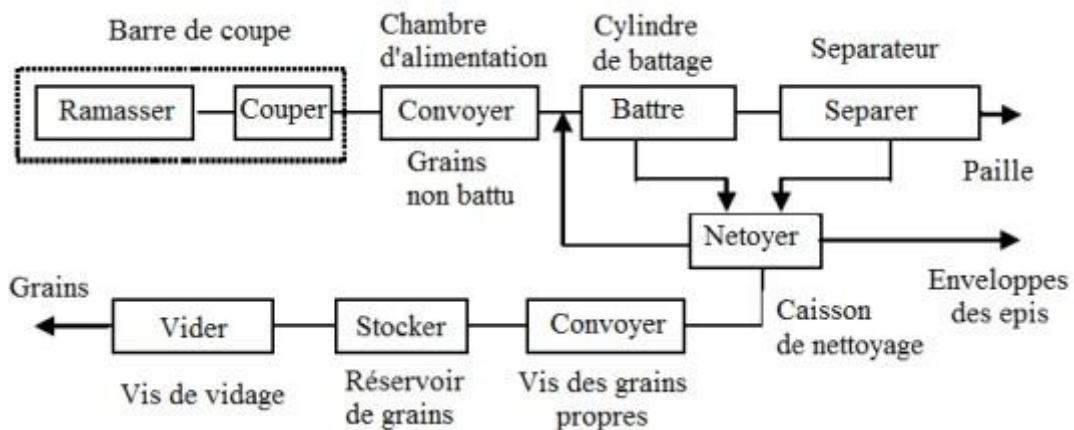 Barre de coupe
Chambre
d'alimentation
Cylindre
de battage
Separateur
Ramasser
Couper
Convoyer
Battre
Separer
Grains
non battu
Paille
Netoyer
Enveloppes
des epis
Grains
Vider
Stocker
Convoyer
Caisson
de nettoyage
Vis de vidage
Réservoir
de grains
Vis des grains
propres